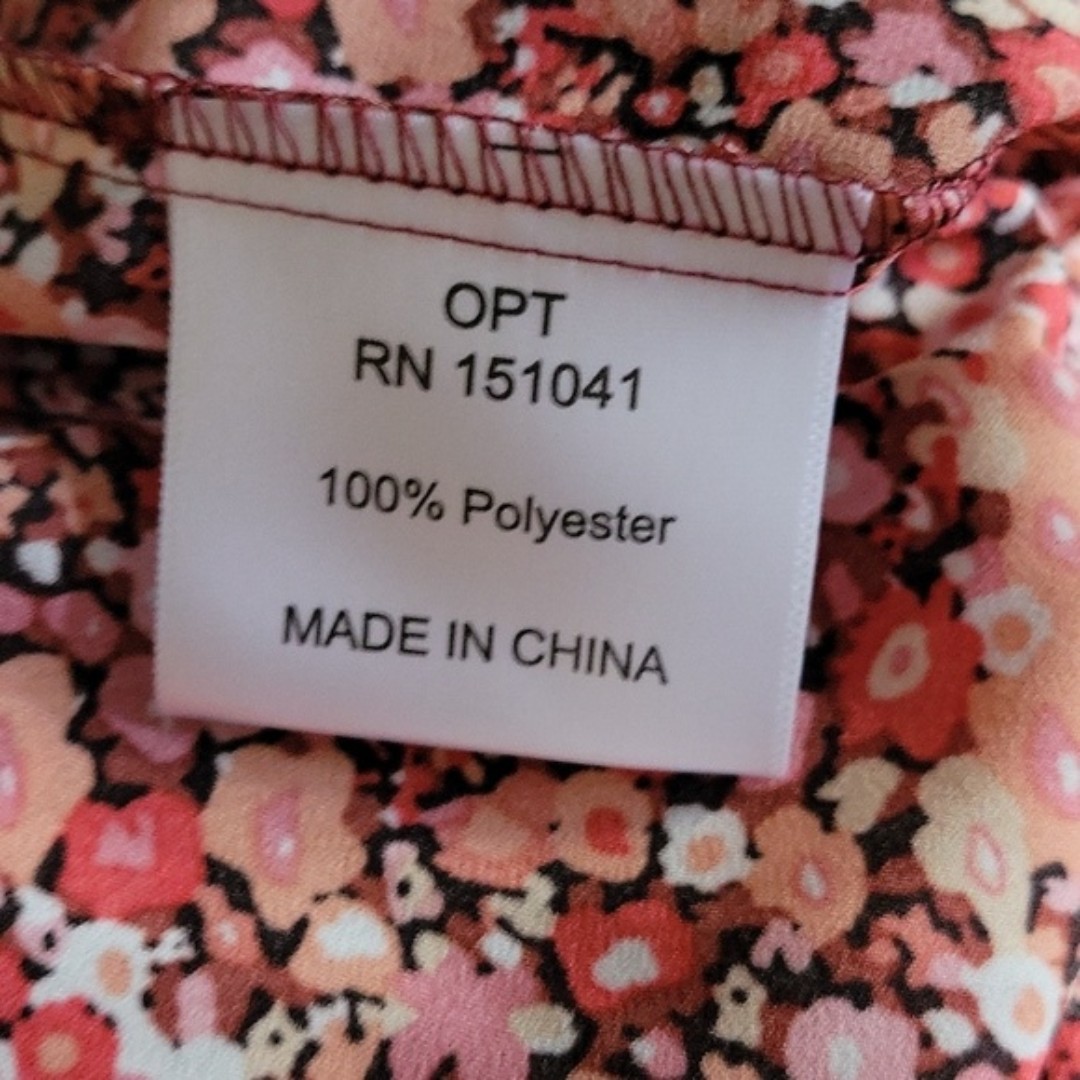 OPT
RN 151041
100% Polyester
MADE IN CHINA